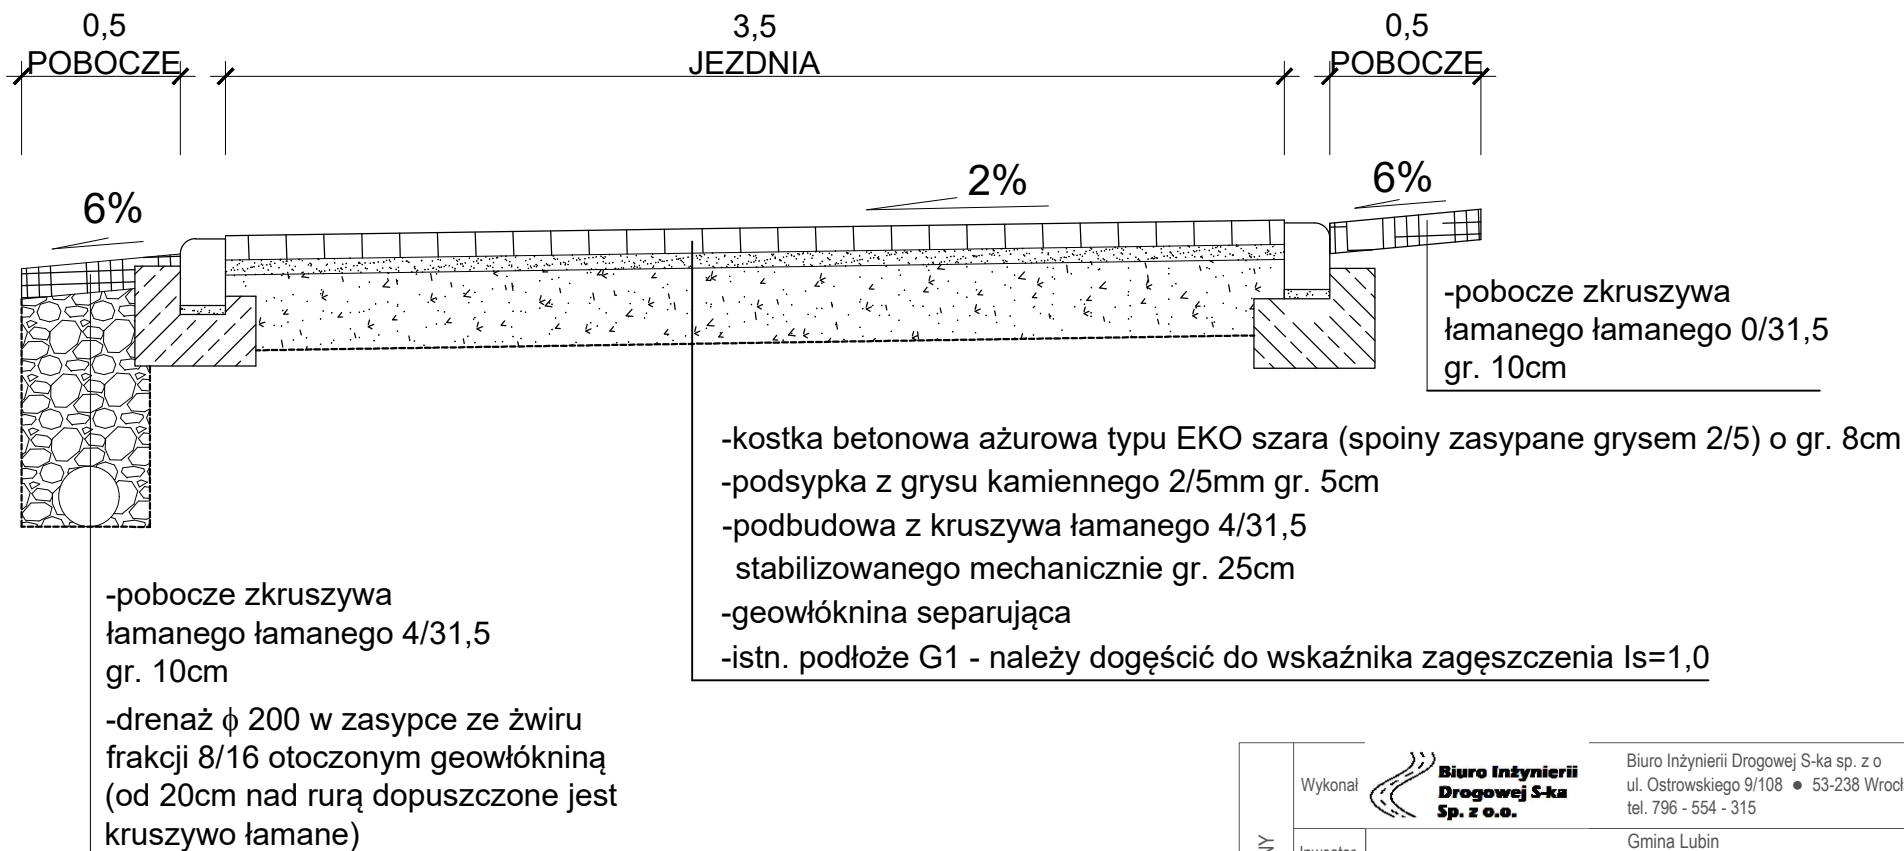 0,5
POBOCZE
3,5
JEZDNIA
0,5
POBOCZE
6%
2%
6%
-pobocze zkruszywa
łamanego łamanego 0/31,5
gr. 10cm
-kostka betonowa ażurowa typu EKO szara (spoiny zasypane grysem 2/5) o gr. 8cm
-podsypka z grysu kamiennego 2/5mm gr. 5cm
-podbudowa z kruszywa łamanego 4/31,5
stabilizowanego mechanicznie gr. 25cm
-geowłóknina separująca
-istn. podłoże G1 - należy dogęścić do wskaźnika zagęszczenia Is=1,0
-pobocze zkruszywa
łamanego łamanego 4/31,5
gr. 10cm
-drenaż ϕ 200 w zasypce ze żwiru
frakcji 8/16 otoczonym geowłókniną
(od 20cm nad rurą dopuszczone jest
kruszywo łamane)
Wykonał
Biuro Inżynierii
Drogowej S-ka
Sp. z o.o.
Biuro Inżynierii Drogowej S-ka sp. z o
ul. Ostrowskiego 9/108 ● 53-238 Wrocł
tel. 796 - 554 - 315
Inwestor
Gmina Lubin